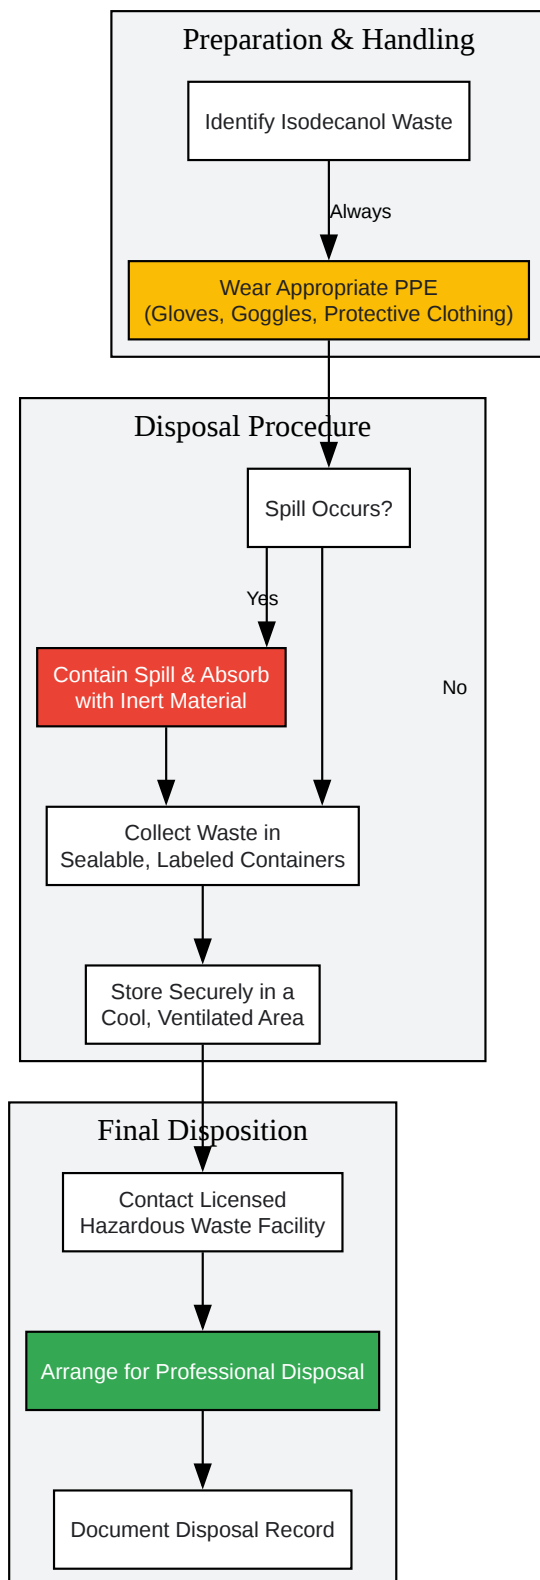 Preparation & Handling
Identify Isodecanol Waste
Always
Wear Appropriate PPE
(Gloves, Goggles, Protective Clothing)
Disposal Procedure
Spill Occurs?
Yes
Contain Spill & Absorb
with Inert Material
No
Collect Waste in
Sealable, Labeled Containers
Store Securely in a
Cool, Ventilated Area
Final Disposition
Contact Licensed
Hazardous Waste Facility
Arrange for Professional Disposal
Document Disposal Record